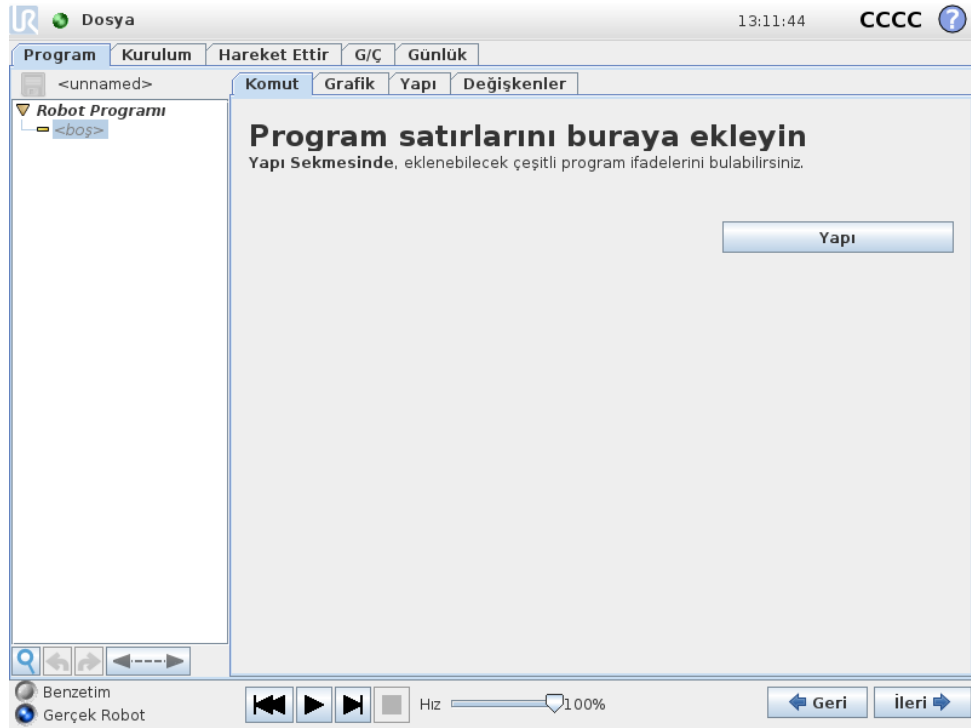 UR Dosya 13:11:44 CCCC ?
Program Kurulum Hareket Ettir G/Ç Günlük
<unnamed> Komut Grafik Yapı Değişkenler
Robot Programı
<boş>
Program satırlarını buraya ekleyin
Yapı Sekmesinde, eklenebilecek çeşitli program ifadelerini bulabilirsiniz.
Yapı
Benzetim
Gerçek Robot
Hız 100% Geri İleri